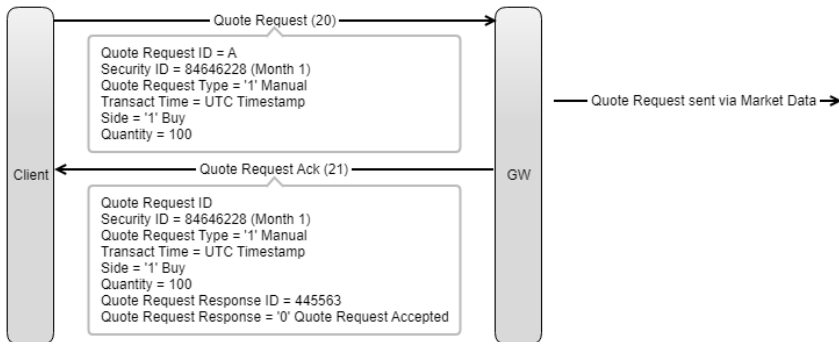 Quote Request (20)
Quote Request ID = A
Security ID = 84646228 (Month 1)
Quote Request Type = '1' Manual
Transact Time = UTC Timestamp
Side = '1' Buy
Quantity = 100
Quote Request sent via Market Data
Client
Quote Request Ack (21)
GW
Quote Request ID
Security ID = 84646228 (Month 1)
Quote Request Type = '1' Manual
Transact Time = UTC Timestamp
Side = '1' Buy
Quantity = 100
Quote Request Response ID = 445563
Quote Request Response = '0' Quote Request Accepted